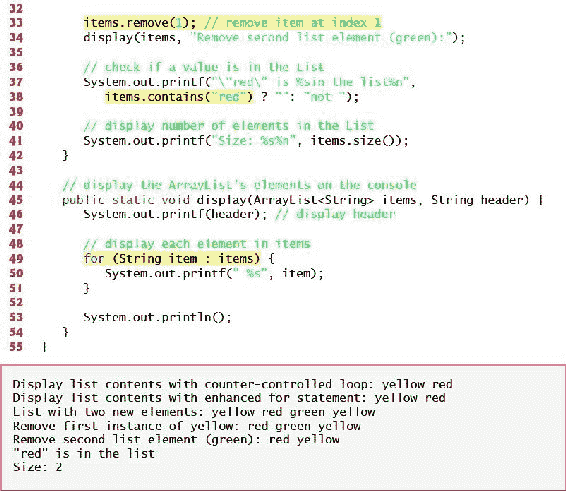 32
33 items.remove(1); // remove item at index 1
34 display(items, "Remove second list element (green):");
35
36 // check if a value is in the List
37 System.out.printf("\"red\" is %sin the list%n",
38 items.contains("red") ? "": "not ");
39
40 // display number of elements in the List
41 System.out.printf("Size: %s%n", items.size());
42 }
43
44 // display the ArrayList's elements on the console
45 public static void display(ArrayList<String> items, String header) {
46 System.out.printf(header); // display header
47
48 // display each element in items
49 for (String item : items) {
50 System.out.printf(" %s", item);
51 }
52
53 System.out.println();
54 }
55 }
Display list contents with counter-controlled loop: yellow red
Display list contents with enhanced for statement: yellow red
List with two new elements: yellow red green yellow
Remove first instance of yellow: red green yellow
Remove second list element (green): red yellow
"red" is in the list
Size: 2